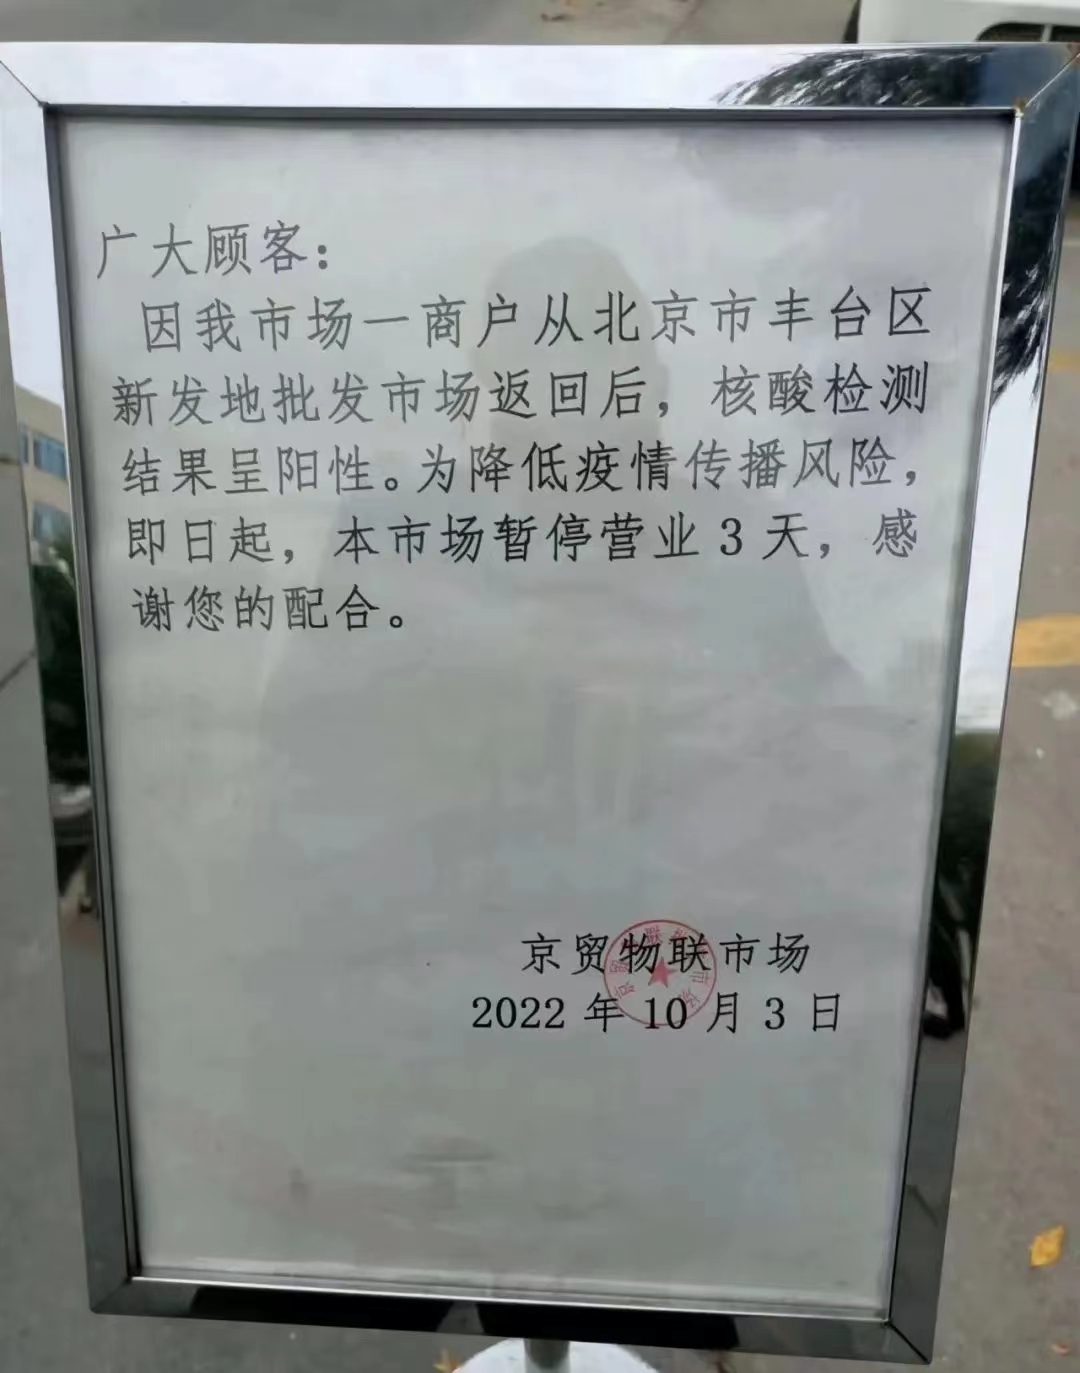 广大顾客：
因我市场一商户从北京市丰台区
新发地批发市场返回后，核酸检测
结果呈阳性。为降低疫情传播风险，
即日起，本市场暂停营业3天，感
谢您的配合。
京贸物联市场
2022年10月3日